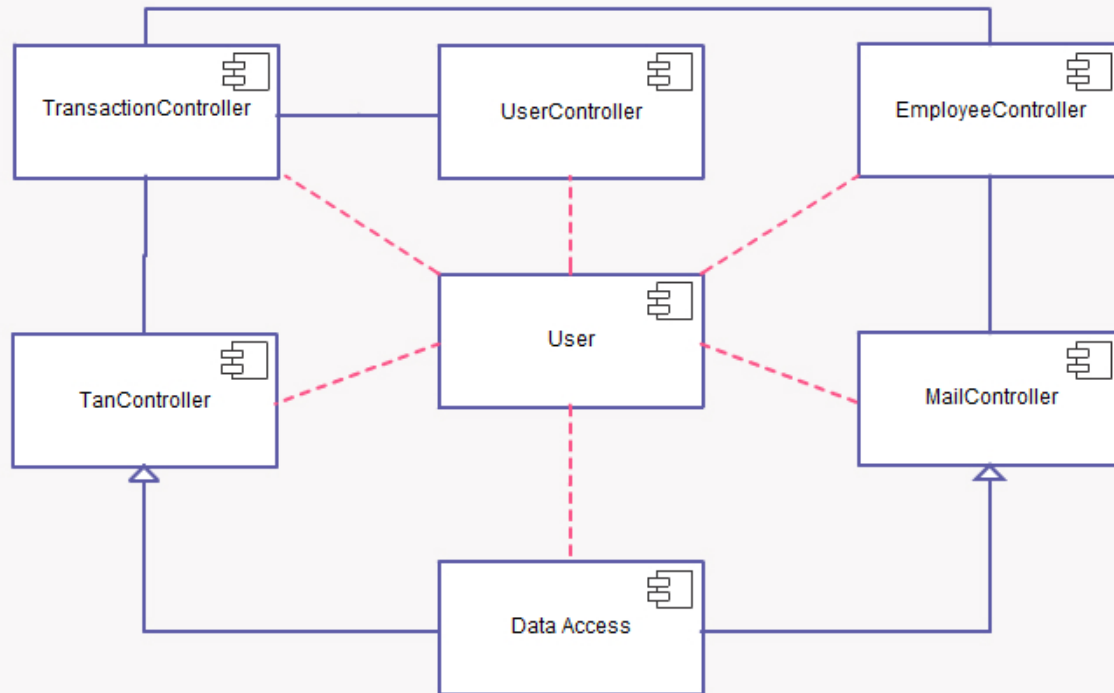 TransactionController
UserController
EmployeeController
User
TanController
MailController
Data Access